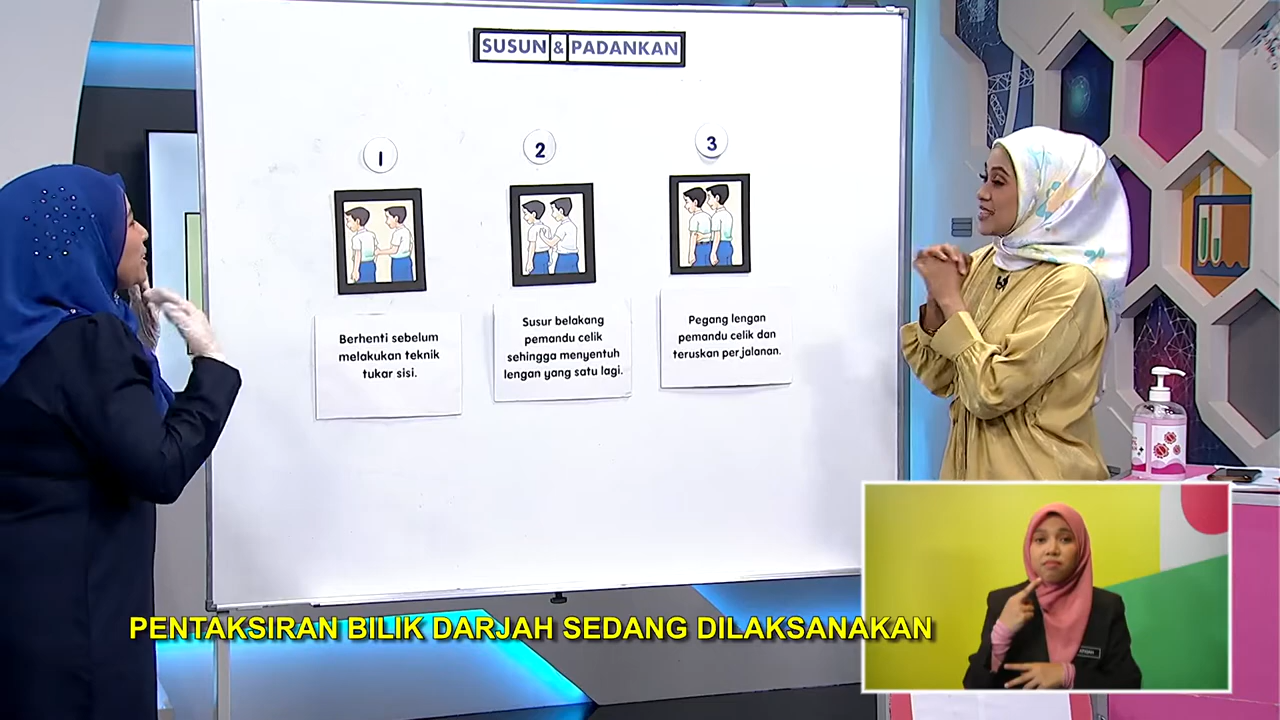 SUSUN & PADANKAN
1
2
3
Berhenti sebelum
melakukan teknik
tukar sisi.
Susur belakang
pemandu celik
sehingga menyentuh
lengan yang satu lagi.
Pegang lengan
pemandu celik dan
teruskan perjalanan.
PENTAKSIRAN BILIK DARJAH SEDANG DILAKSANAKAN